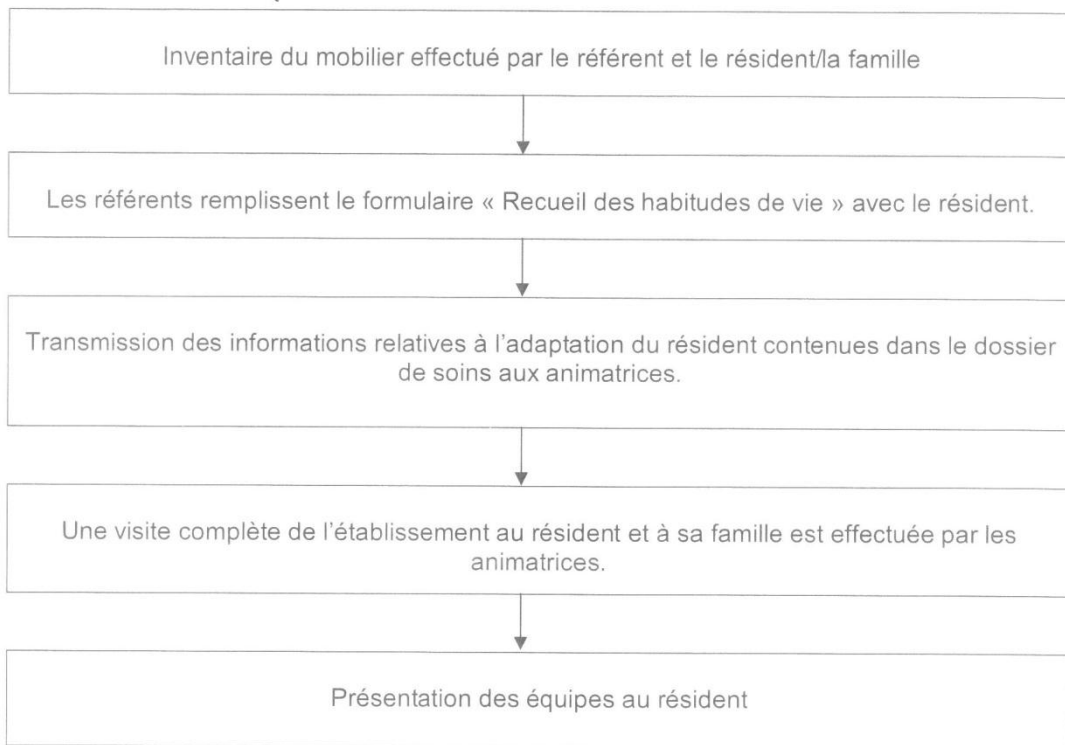 Inventaire du mobilier effectué par le référent et le résident/la famille
Les référents remplissent le formulaire « Recueil des habitudes de vie » avec le résident.
Transmission des informations relatives à l'adaptation du résident contenues dans le dossier
de soins aux animatrices.
Une visite complète de l'établissement au résident et à sa famille est effectuée par les
animatrices.
Présentation des équipes au résident